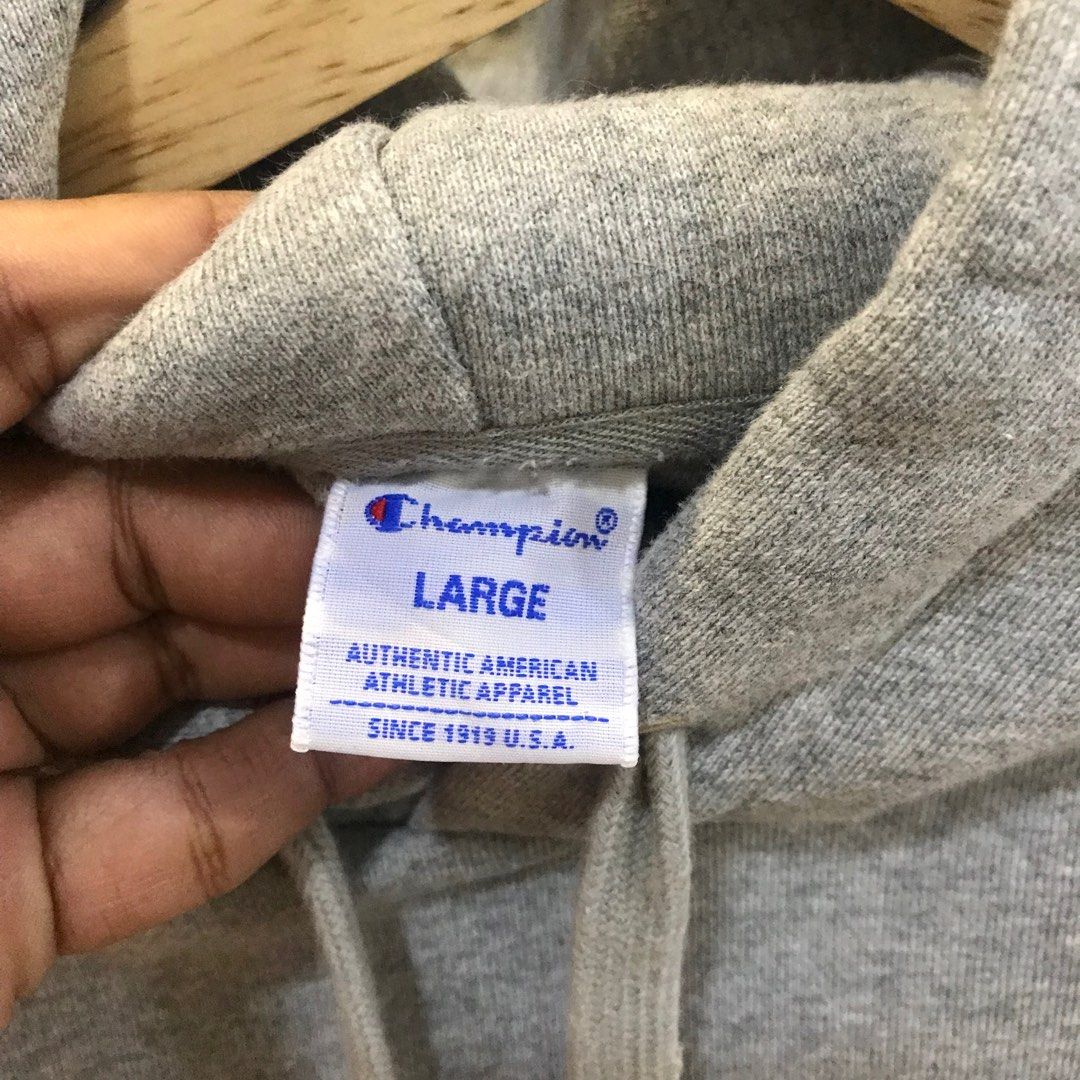 Champion®
LARGE
AUTHENTIC AMERICAN
ATHLETIC APPAREL
SINCE 1919 U.S.A.